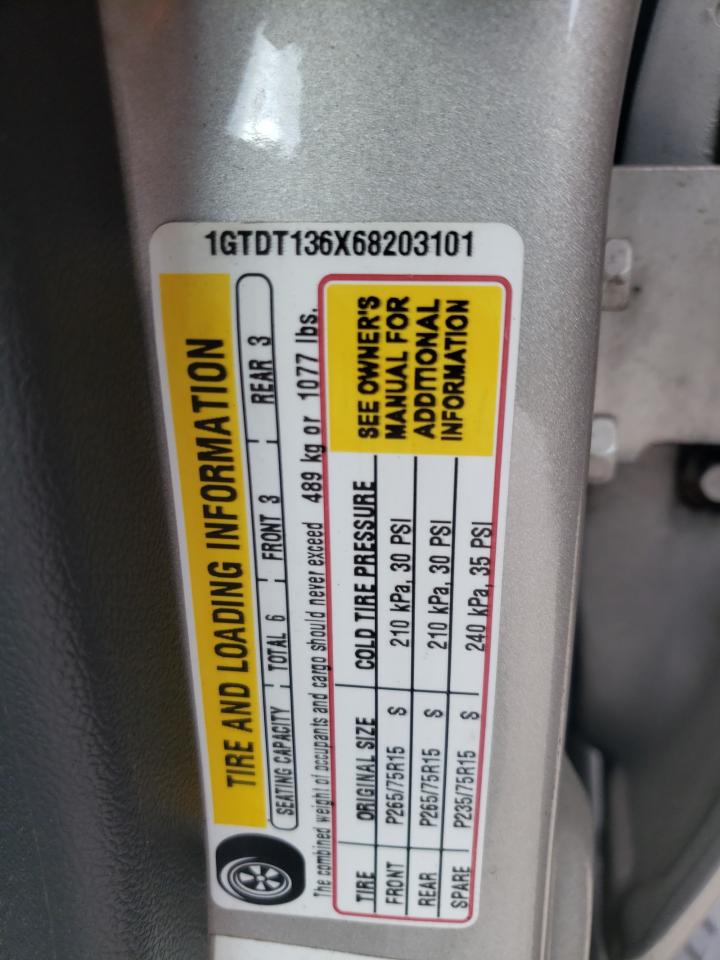 1GTDT136X68203101
TIRE AND LOADING INFORMATION
SEATING CAPACITY TOTAL 6 FRONT 3 REAR 3
The combined weight of occupants and cargo should never exceed 489 kg or 1077 lbs.
TIRE ORIGINAL SIZE COLD TIRE PRESSURE
FRONT P265/75R15 S 210 kPa, 30 PSI
REAR P265/75R15 S 210 kPa, 30 PSI
SPARE P235/75R15 S 240 kPa, 35 PSI
SEE OWNER'S
MANUAL FOR
ADDITIONAL
INFORMATION